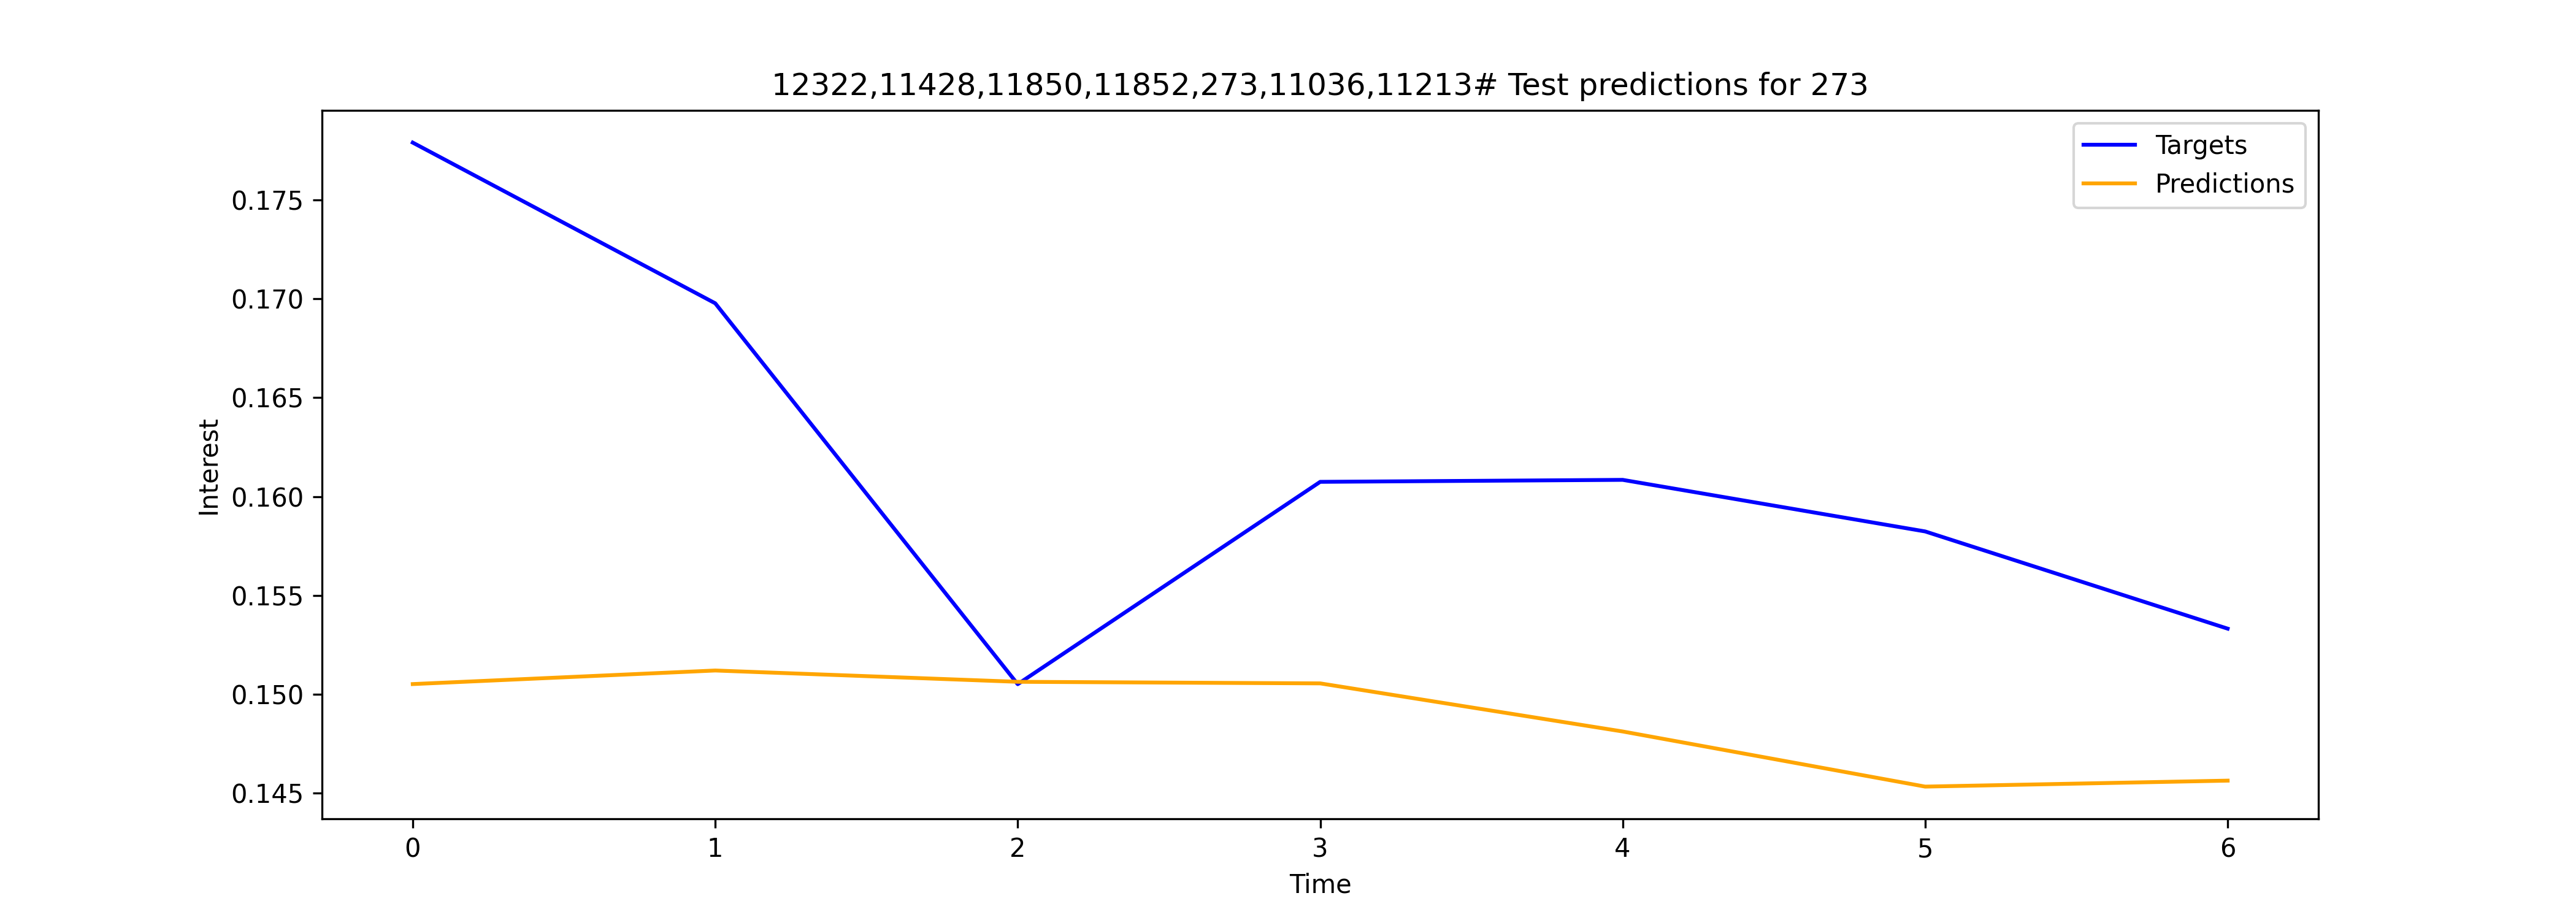 12322,11428,11850,11852,273,11036,11213# Test predictions for 273
Targets
Predictions
Interest
0.175
0.170
0.165
0.160
0.155
0.150
0.145
0 1 2 3 4 5 6
Time